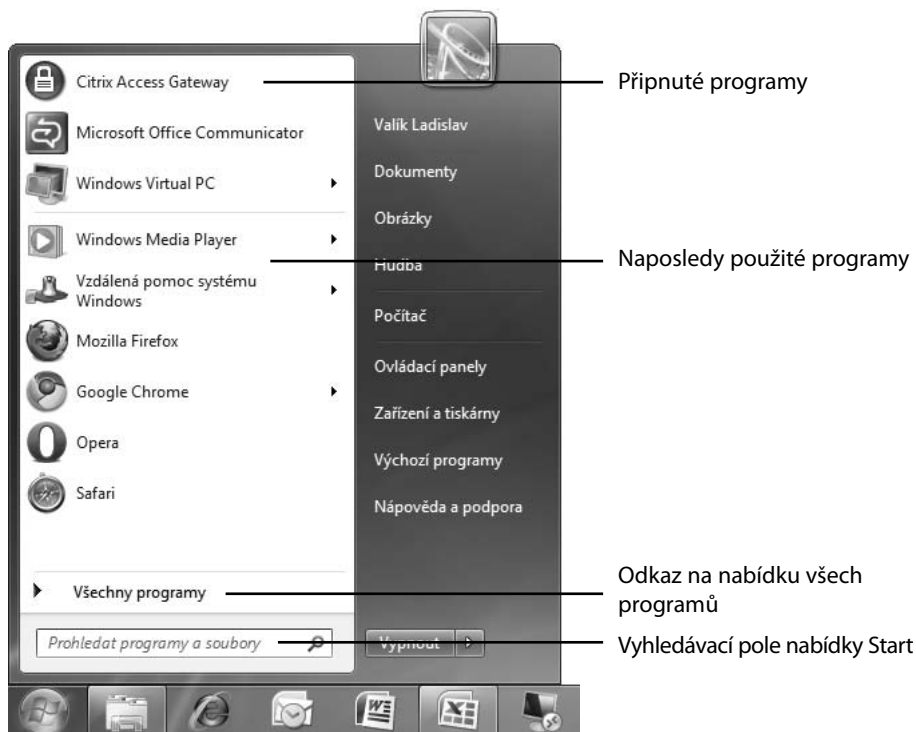 Citrix Access Gateway
Microsoft Office Communicator
Windows Virtual PC
Windows Media Player
Vzdálená pomoc systému
Windows
Mozilla Firefox
Google Chrome
Opera
Safari
Všechny programy
Prohledat programy a soubory
Valík Ladislav
Dokumenty
Obrázky
Hudba
Počítač
Ovládací panely
Zařízení a tiskárny
Výchozí programy
Nápověda a podpora
Vypnout
Připnuté programy
Naposledy použité programy
Odkaz na nabídku všech
programů
Vyhledávací pole nabídky Start